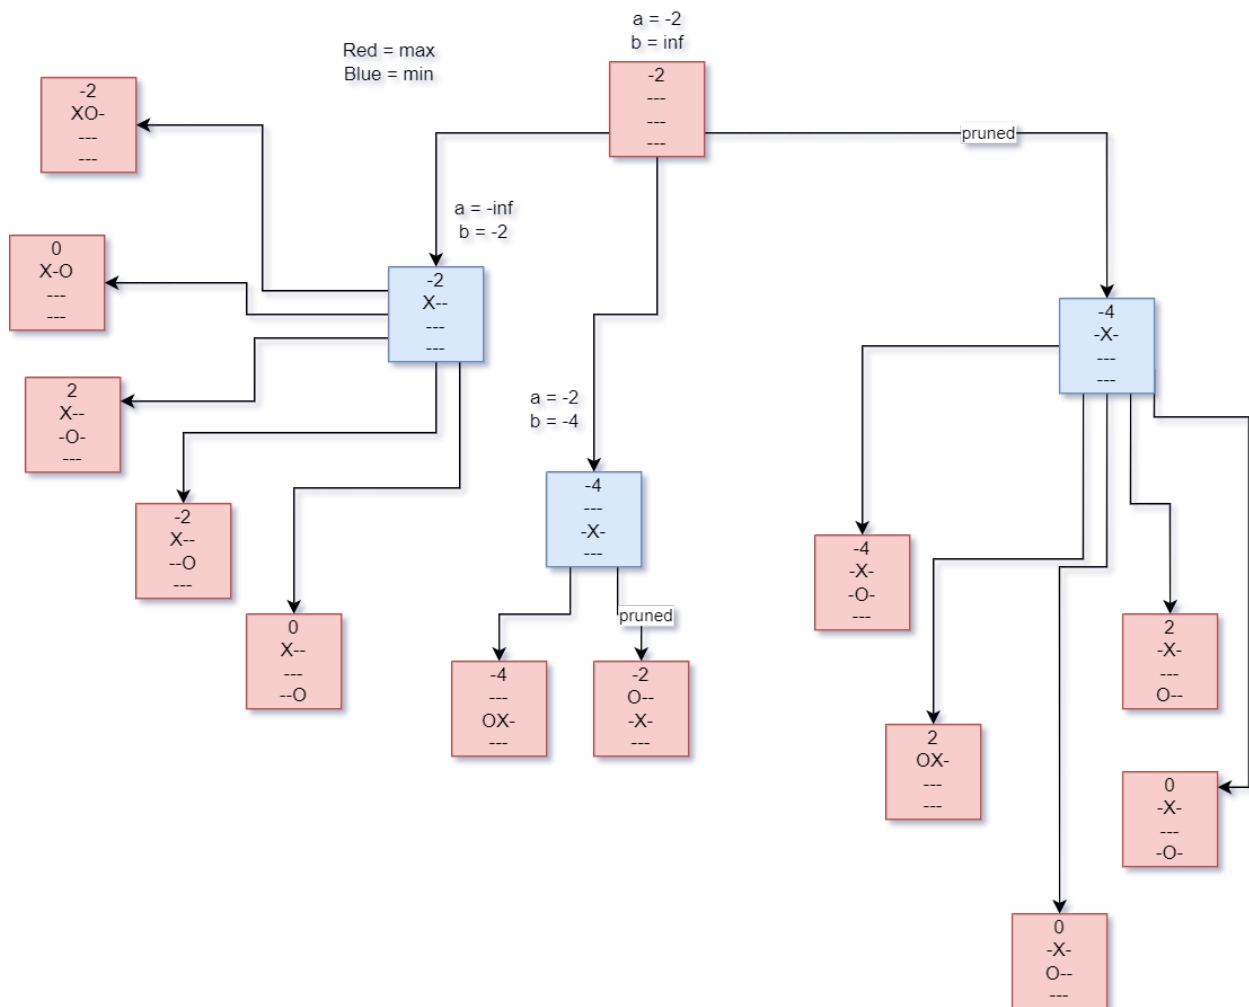 a = -2
b = inf
Red = max
Blue = min
-2
---
---
---
pruned
-2
XO-
---
---
a = -inf
b = -2
0
X-O
---
---
-2
X--
---
---
-4
-X-
---
---
2
X--
-O-
---
a = -2
b = -4
-4
---
-X-
---
-2
X--
--O
---
-4
-X-
-O-
---
0
X--
---
--O
pruned
2
-X-
---
O--
-4
---
OX-
---
-2
O--
-X-
---
2
OX-
---
---
0
-X-
---
-O-
0
-X-
O--
---